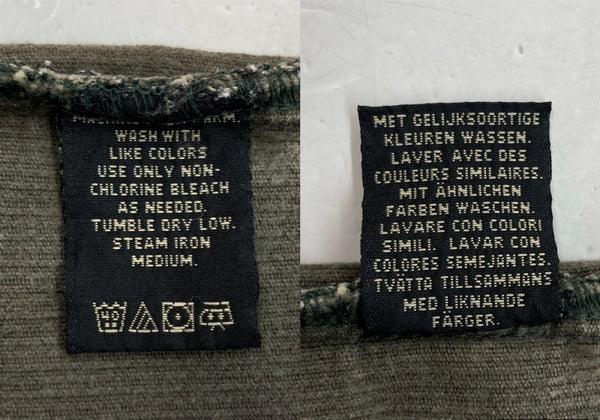 WARM.
WASH WITH
LIKE COLORS
USE ONLY NON-
CHLORINE BLEACH
AS NEEDED.
TUMBLE DRY LOW.
STEAM IRON
MEDIUM.
40
MET GELIJKSOORTIGE
KLEUREN WASSEN.
LAVER AVEC DES
COULEURS SIMILAIRES.
MIT ÄHNLICHEN
FARBEN WASCHEN.
LAVARE CON COLORI
SIMILI. LAVAR CON
COLORES SEMEJANTES.
TVÄTTA TILLSAMMANS
MED LIKNANDE
FÄRGER.